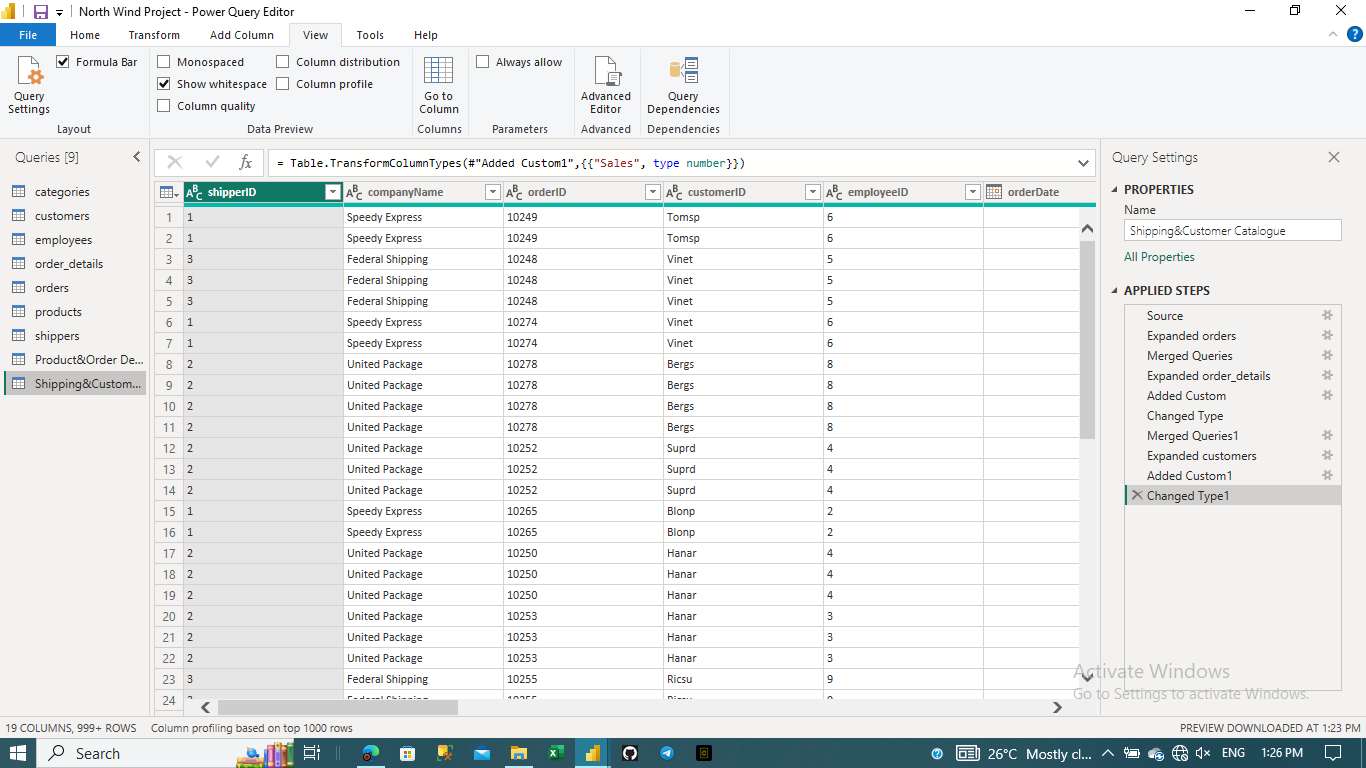 North Wind Project - Power Query Editor
File Home Transform Add Column View Tools Help
Query Settings
Formula Bar
Layout
Monospaced
Show whitespace
Column quality
Column distribution
Column profile
Data Preview
Go to Column
Columns
Always allow
Parameters
Advanced Editor
Advanced
Query Dependencies
Dependencies
Queries [9]
categories
customers
employees
order_details
orders
products
shippers
Product&Order De...
Shipping&Custom...
fx = Table.TransformColumnTypes(#"Added Custom1",{{"Sales", type number}})
shipperID companyName orderID customerID employeeID orderDate
1 1 Speedy Express 10249 Tomsp 6
2 1 Speedy Express 10249 Tomsp 6
3 3 Federal Shipping 10248 Vinet 5
4 3 Federal Shipping 10248 Vinet 5
5 3 Federal Shipping 10248 Vinet 5
6 1 Speedy Express 10274 Vinet 6
7 1 Speedy Express 10274 Vinet 6
8 2 United Package 10278 Bergs 8
9 2 United Package 10278 Bergs 8
10 2 United Package 10278 Bergs 8
11 2 United Package 10278 Bergs 8
12 2 United Package 10252 Suprd 4
13 2 United Package 10252 Suprd 4
14 2 United Package 10252 Suprd 4
15 1 Speedy Express 10265 Blonp 2
16 1 Speedy Express 10265 Blonp 2
17 2 United Package 10250 Hanar 4
18 2 United Package 10250 Hanar 4
19 2 United Package 10250 Hanar 4
20 2 United Package 10253 Hanar 3
21 2 United Package 10253 Hanar 3
22 2 United Package 10253 Hanar 3
23 3 Federal Shipping 10255 Ricsu 9
24
Query Settings
PROPERTIES
Name
Shipping&Customer Catalogue
All Properties
APPLIED STEPS
Source
Expanded orders
Merged Queries
Expanded order_details
Added Custom
Changed Type
Merged Queries1
Expanded customers
Added Custom1
Changed Type1
Activate Windows
Go to Settings to activate Windows.
19 COLUMNS, 999+ ROWS Column profiling based on top 1000 rows PREVIEW DOWNLOADED AT 1:23 PM
Search 26°C Mostly cl... ENG 1:26 PM